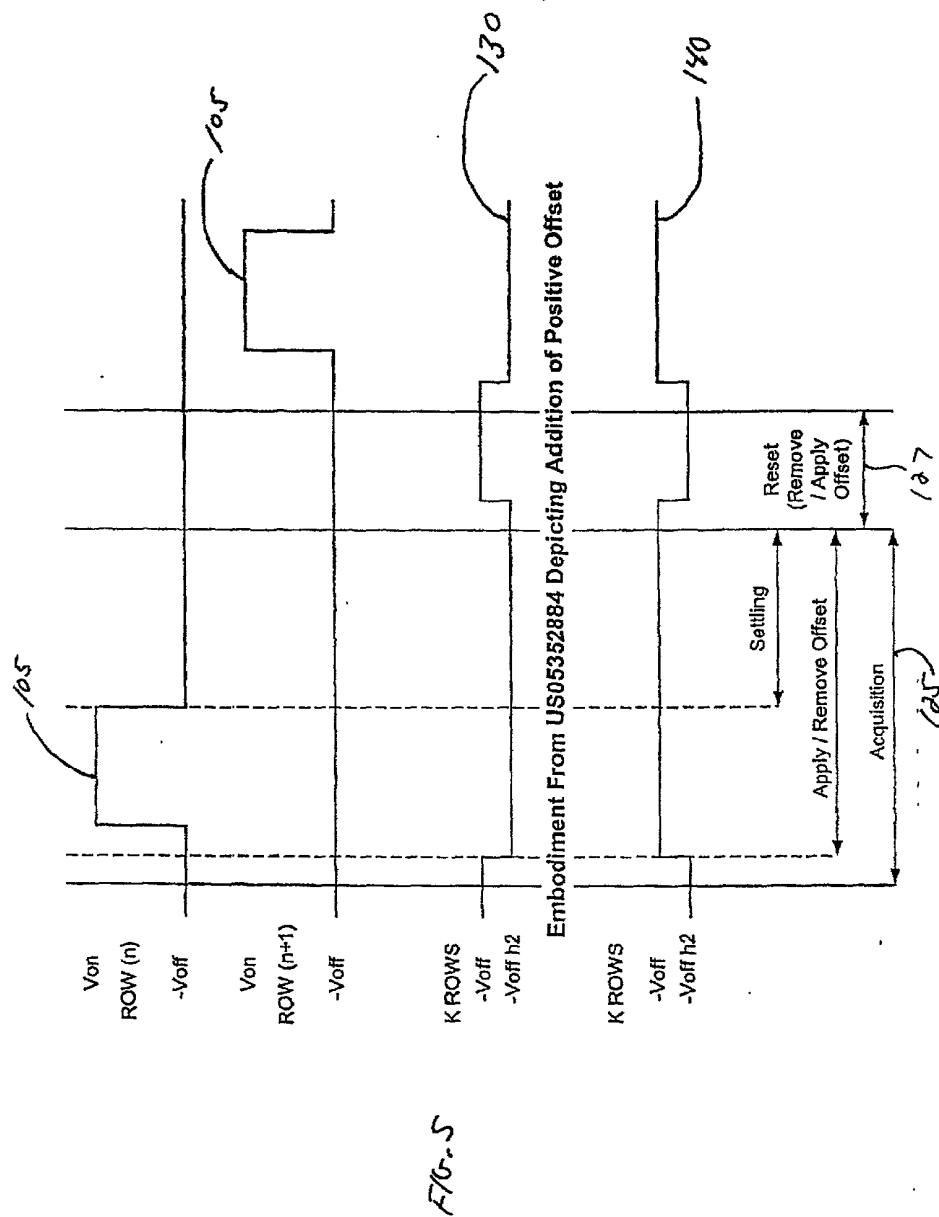 105
105
130
140
Von
ROW (n)
-Voff
Von
ROW (n+1)
-Voff
K ROWS
-Voff
-Voff h2
Embodiment From US05352884 Depicting Addition of Positive Offset
K ROWS
-Voff
-Voff h2
Settling
Reset
(Remove
/ Apply
Offset)
Apply / Remove Offset
Acquisition
125
127
FIG. 5